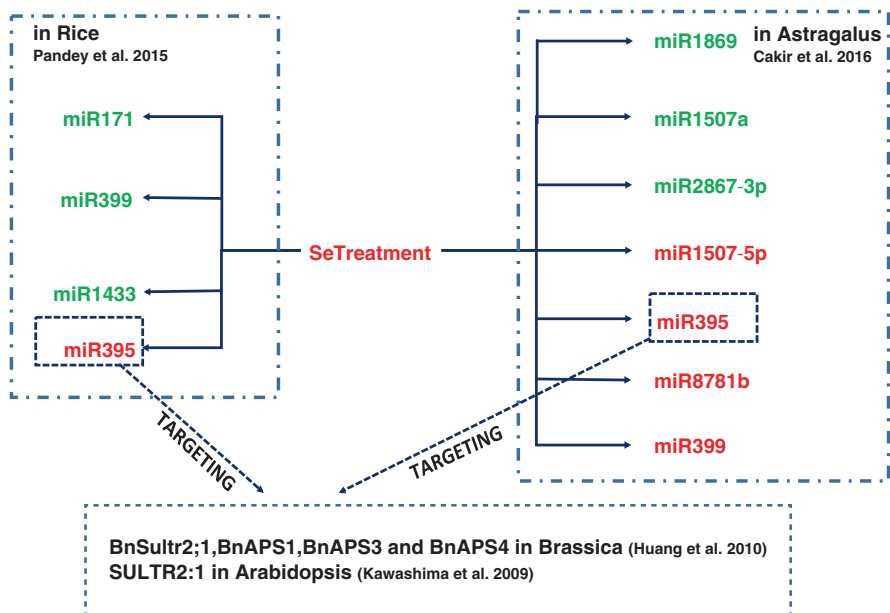 in Rice
Pandey et al. 2015
miR171
miR399
miR1433
miR395
SeTreatment
in Astragalus
Cakir et al. 2016
miR1869
miR1507a
miR2867-3p
miR1507-5p
miR395
miR8781b
miR399
TARGETING
TARGETING
BnSultr2;1,BnAPS1,BnAPS3 and BnAPS4 in Brassica (Huang et al. 2010)
SULTR2:1 in Arabidopsis (Kawashima et al. 2009)